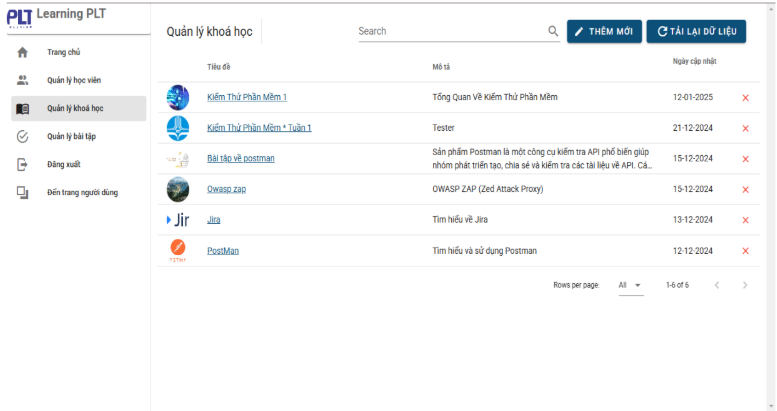 PLT Learning PLT
SOLUTION
Trang chủ
Quản lý học viên
Quản lý khoá học
Quản lý bài tập
Đăng xuất
Đến trang người dùng
Quản lý khoá học
Search
THÊM MỚI
TẢI LẠI DỮ LIỆU
Tiêu đề Mô tả Ngày cập nhật
Kiểm Thử Phần Mềm 1 Tổng Quan Về Kiểm Thử Phần Mềm 12-01-2025
Kiểm Thử Phần Mềm * Tuần 1 Tester 21-12-2024
Bài tập về postman Sản phẩm Postman là một công cụ kiểm tra API phổ biến giúp 15-12-2024
nhóm phát triển tạo, chia sẻ và kiểm tra các tài liệu về API. Cá...
Owasp zap OWASP ZAP (Zed Attack Proxy) 15-12-2024
Jir Jira Tìm hiểu về Jira 13-12-2024
PostMan Tìm hiểu và sử dụng Postman 12-12-2024
Rows per page: All 1-6 of 6